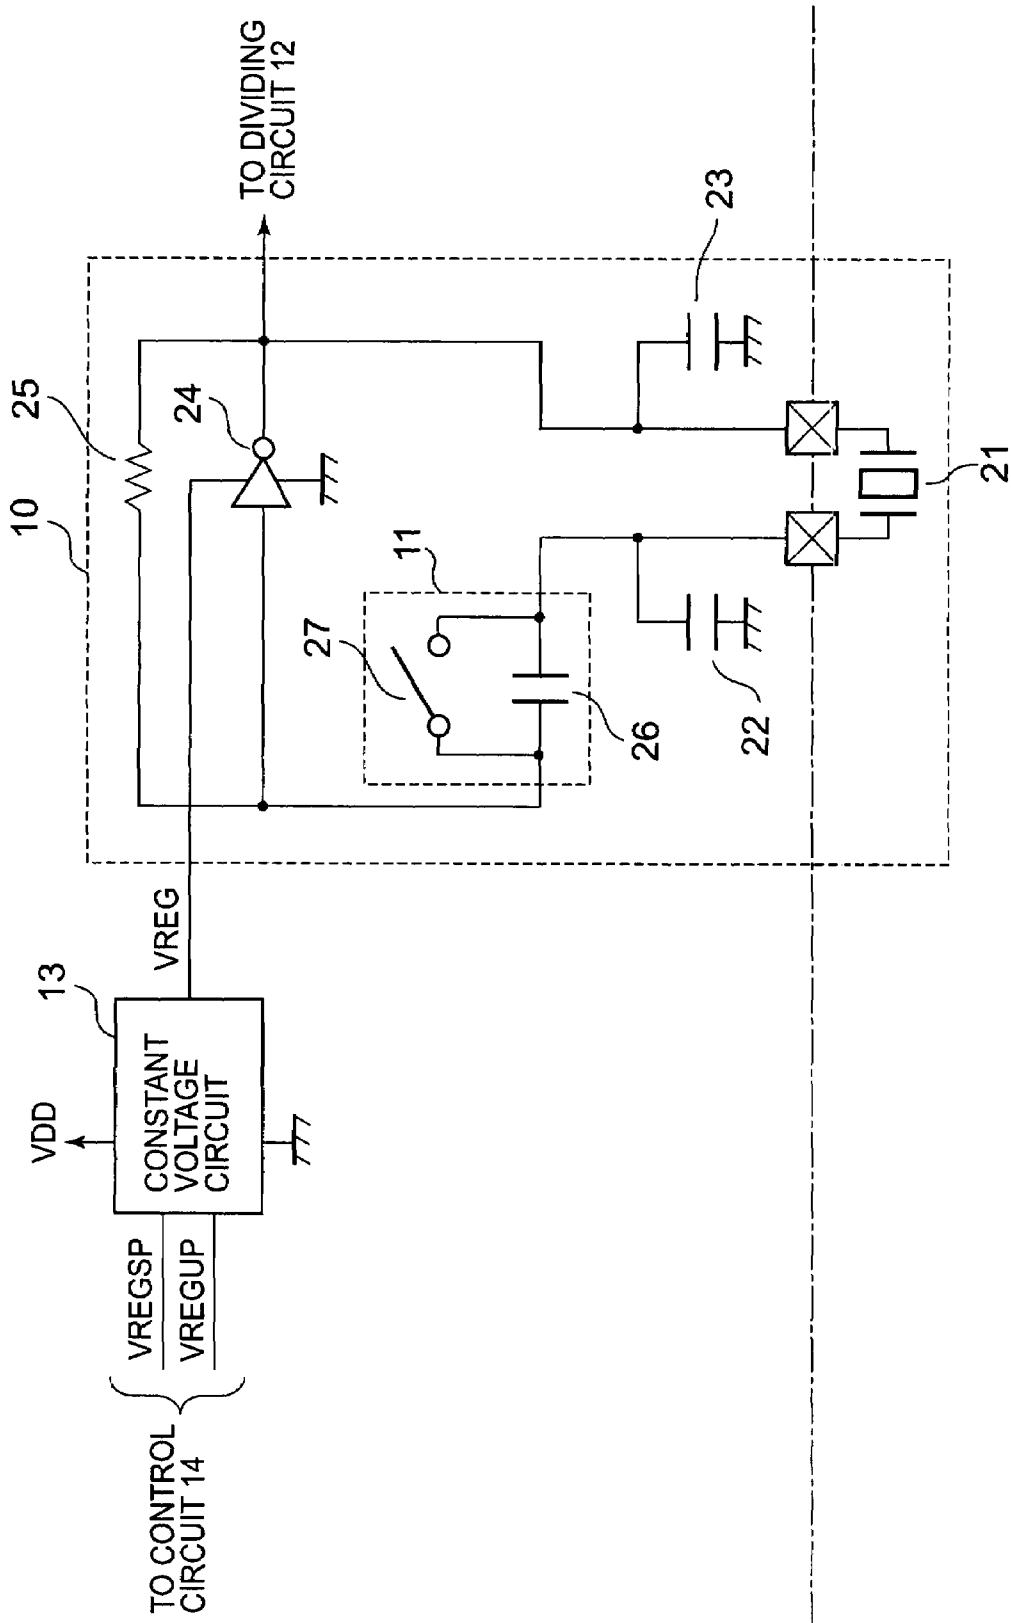 TO CONTROL
CIRCUIT 14
VREGSP
VREGUP
VDD
13
CONSTANT
VOLTAGE
CIRCUIT
VREG
10
25
24
TO DIVIDING
CIRCUIT 12
11
27
26
22
23
21